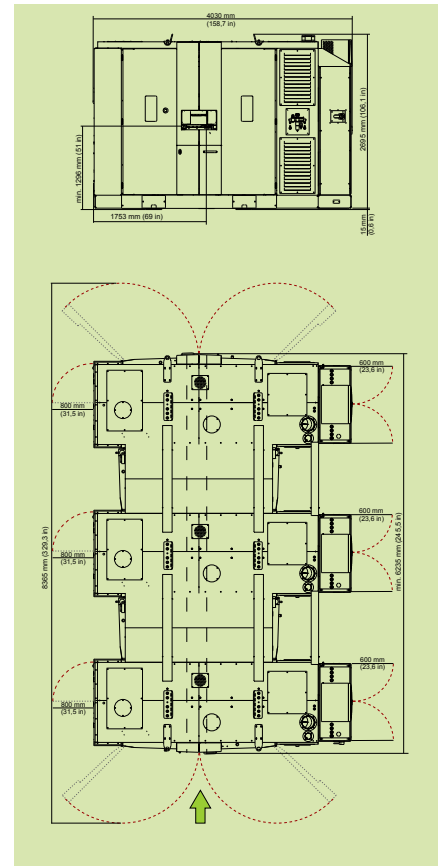 4030 mm
(158,7 in)
2695 mm (106,1 in)
min. 1296 mm (51 in)
1753 mm (69 in)
15 mm
(0,6 in)
600 mm
(23,6 in)
800 mm
(31,5 in)
600 mm
(23,6 in)
8365 mm (329,3 in)
min. 6235 mm (245,5 in)
800 mm
(31,5 in)
600 mm
(23,6 in)
800 mm
(31,5 in)